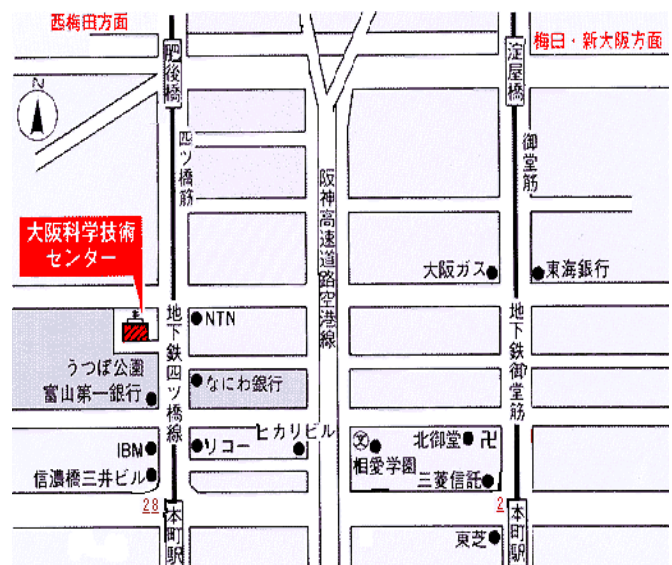 西梅田方面
梅田・新大阪方面
肥後橋
淀屋橋
N
四ツ橋筋
御堂筋
阪神高速道路空港線
大阪科学技術
センター
大阪ガス
東海銀行
NTN
地下鉄四ツ橋線
地下鉄御堂筋
うつぼ公園
富山第一銀行
なにわ銀行
ヒカリビル
IBM
リコー
文
北御堂
卍
相愛学園
信濃橋三井ビル
三菱信託
28
2
本町駅
本町駅
東芝